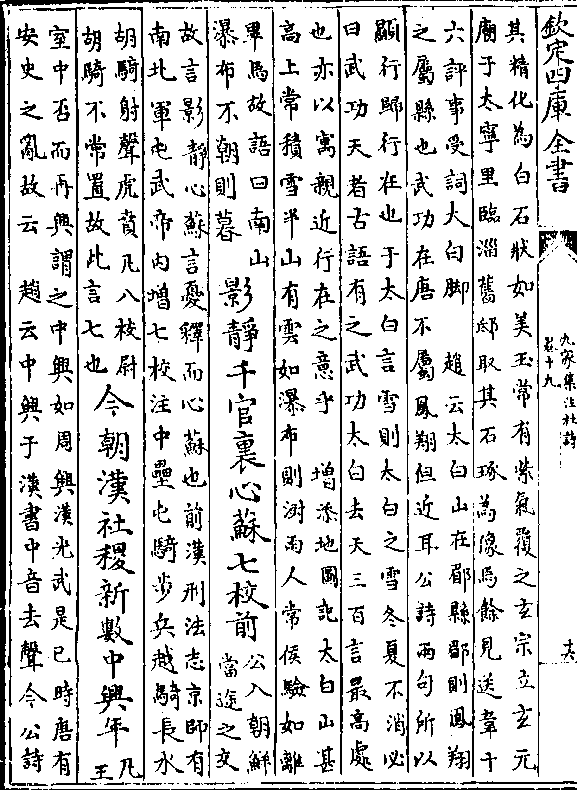 欽定四庫全書
九家集注杜詩
卷十九
十六
其精化為白石狀如美玉常有紫氣覆之玄宗立玄元
廟于太寧里臨淄舊邸取其石琢為像焉餘見送韋十
六評事受詞太白脚　趙云太白山在郿縣郿則鳳翔
之屬縣也武功在唐不屬鳳翔但近耳公詩兩句所以
顯行歸行在也于太白言雪則太白之雪冬夏不消必
曰武功天者古語有之武功太白去天三百言最高處
也亦以寓親近行在之意乎　增添地圖記太白山甚
高上常積雪半山有雲如瀑布則澍雨人常候驗如離
畢焉故語曰南山
瀑布不朝則暮
影靜千官裏心蘇七校前
公入朝鮮
當途之交
故言影靜心蘇言憂釋而心蘇也前漢刑法志京師有
南北軍屯武帝内增七校注中壘屯騎步兵越騎長水
胡騎射聲虎賁凡八校尉
胡騎不常置故此言七也
今朝漢社稷新數中興年
凡
王
室中否而再興謂之中興如周興漢光武是已時唐有
安史之亂故云　趙云中興于漢書中音去聲今公詩